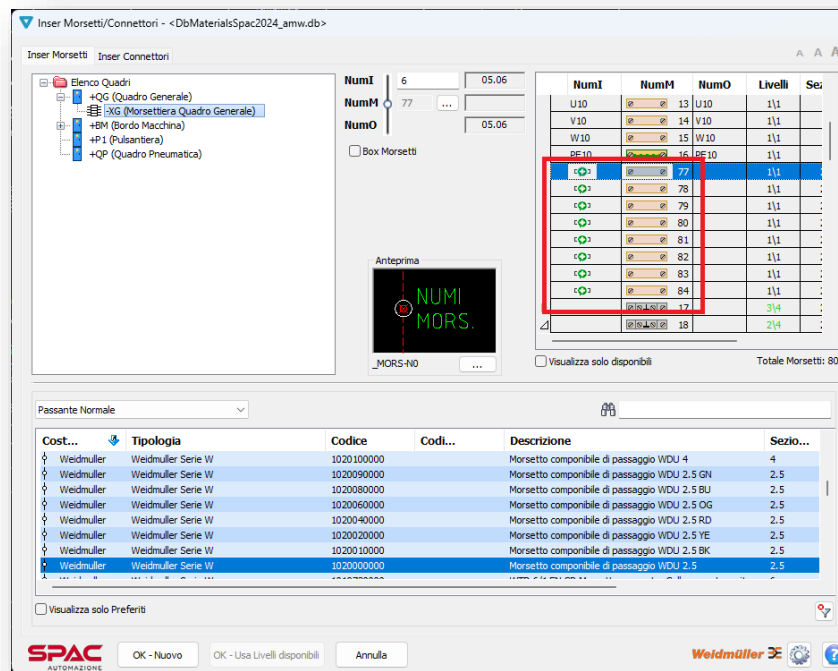 Inser Morsetti/Connettori - <DbMaterialsSpac2024_amw.db>
Inser Morsetti Inser Connettori A A A
Elenco Quadri
+QG (Quadro Generale)
-XG (Morsettiera Quadro Generale)
+BM (Bordo Macchina)
+P1 (Pulsantiera)
+QP (Quadro Pneumatica)
NumI 6 05.06
NumM 77 ...
NumO 05.06
Box Morsetti
Anteprima
NUMI
MORS.
_MORS-N0 ...
NumI NumM NumO Livelli Sez
U10 13 U10 1\1
V10 14 V10 1\1
W10 15 W10 1\1
PE10 16 PE10 1\1
77 1\1
78 1\1
79 1\1
80 1\1
81 1\1
82 1\1
83 1\1
84 1\1
17 3\4
18 2\4
Visualizza solo disponibili Totale Morsetti: 80
Passante Normale
Cost... Tipologia Codice Codi... Descrizione Sezio...
Weidmuller Weidmuller Serie W 1020100000 Morsetto componibile di passaggio WDU 4 4
Weidmuller Weidmuller Serie W 1020090000 Morsetto componibile di passaggio WDU 2.5 GN 2.5
Weidmuller Weidmuller Serie W 1020080000 Morsetto componibile di passaggio WDU 2.5 BU 2.5
Weidmuller Weidmuller Serie W 1020060000 Morsetto componibile di passaggio WDU 2.5 OG 2.5
Weidmuller Weidmuller Serie W 1020040000 Morsetto componibile di passaggio WDU 2.5 RD 2.5
Weidmuller Weidmuller Serie W 1020020000 Morsetto componibile di passaggio WDU 2.5 YE 2.5
Weidmuller Weidmuller Serie W 1020010000 Morsetto componibile di passaggio WDU 2.5 BK 2.5
Weidmuller Weidmuller Serie W 1020000000 Morsetto componibile di passaggio WDU 2.5 2.5
Visualizza solo Preferiti
SPAC
AUTOMAZIONE
OK - Nuovo OK - Usa Livelli disponibili Annulla Weidmüller ?